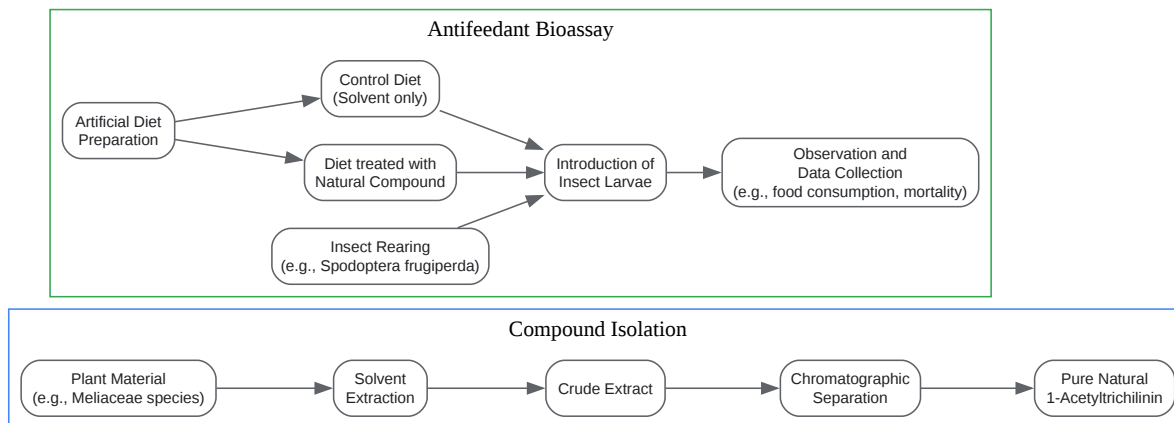 Antifeedant Bioassay
Artificial Diet
Preparation
Control Diet
(Solvent only)
Diet treated with
Natural Compound
Insect Rearing
(e.g., Spodoptera frugiperda)
Introduction of
Insect Larvae
Observation and
Data Collection
(e.g., food consumption, mortality)
Compound Isolation
Plant Material
(e.g., Meliaceae species)
Solvent
Extraction
Crude Extract
Chromatographic
Separation
Pure Natural
1-Acetyltrichilinin